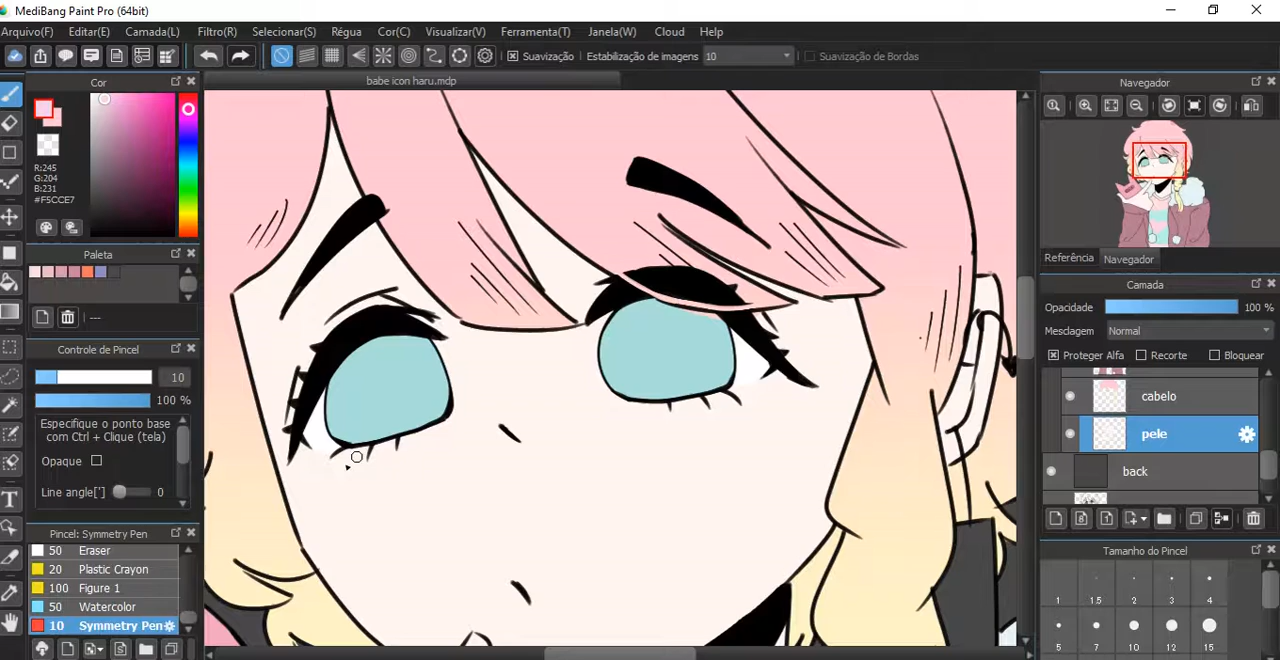 MediBang Paint Pro (64bit)
Arquivo(F) Editar(E) Camada(L) Filtro(R) Selecionar(S) Régua Cor(C) Visualizar(V) Ferramenta(T) Janela(W) Cloud Help
Suavização Estabilização de imagens 10 Suavização de Bordas
Cor
babe icon haru.mdp
Navegador
R:245
G:204
B:231
#F5CCE7
Paleta
---
Referência Navegador
Camada
Opacidade 100 %
Mesclagem Normal
Proteger Alfa Recorte Bloquear
Controle de Pincel
10
100 %
Especifique o ponto base com Ctrl + Clique (tela)
Opaque
Line angle['] 0
cabelo
pele
back
Pincel: Symmetry Pen
50 Eraser
20 Plastic Crayon
100 Figure 1
50 Watercolor
10 Symmetry Pen
Tamanho do Pincel
1 1.5 2 3 4
5 7 10 12 15